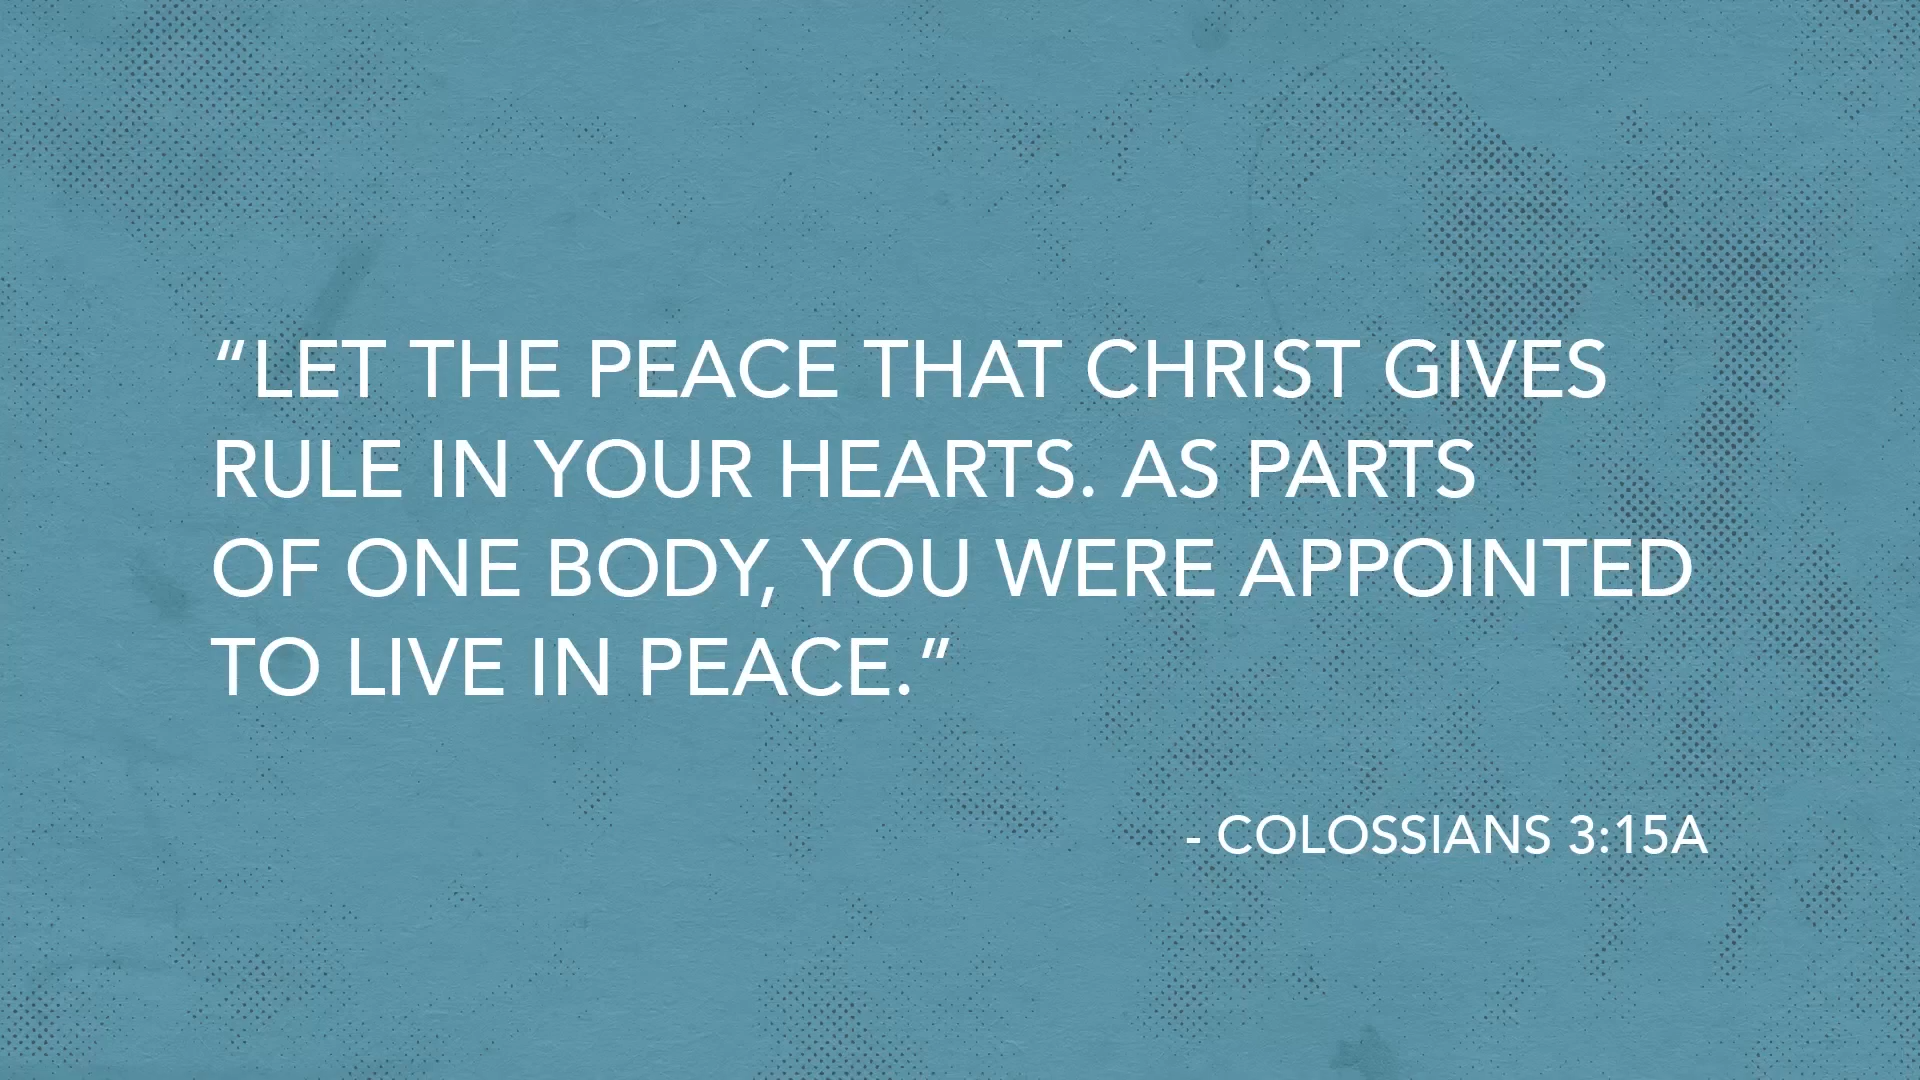 “LET THE PEACE THAT CHRIST GIVES
RULE IN YOUR HEARTS. AS PARTS
OF ONE BODY, YOU WERE APPOINTED
TO LIVE IN PEACE.”
- COLOSSIANS 3:15A